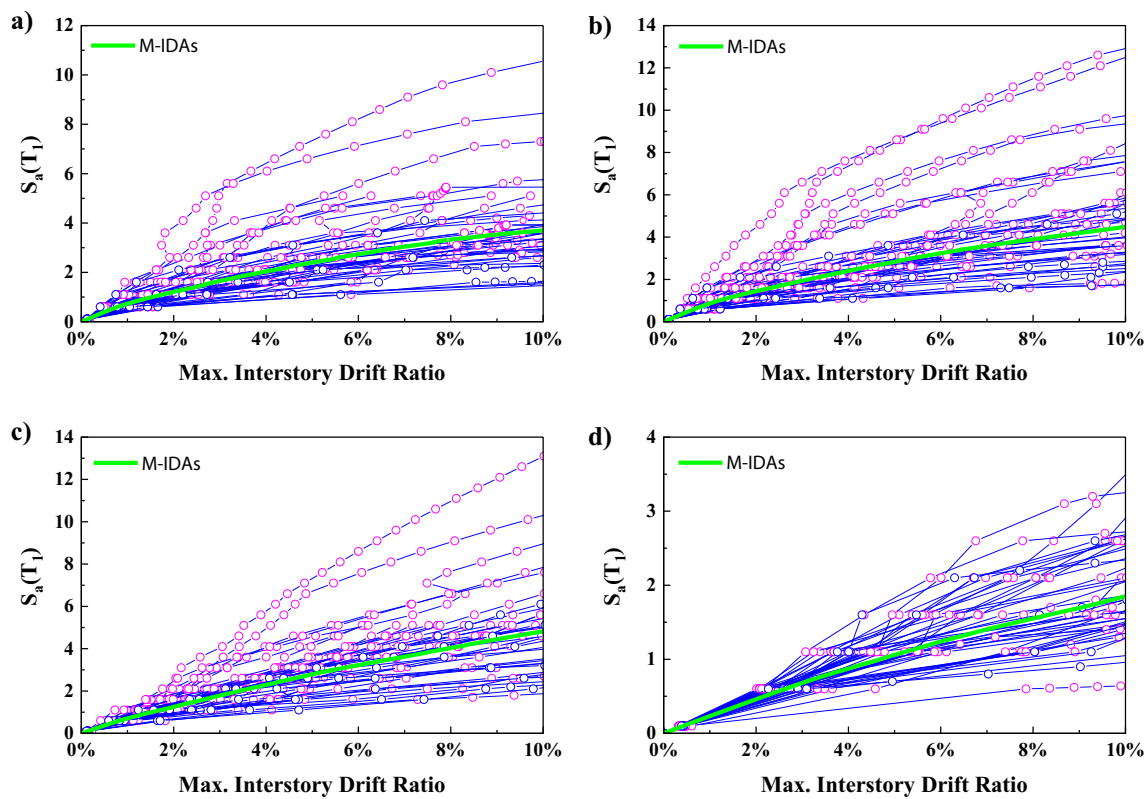 a)
12
10
8
6
4
2
0
M-IDAs
Sa(T1)
0% 2% 4% 6% 8% 10%
Max. Interstory Drift Ratio
b)
14
12
10
8
6
4
2
0
M-IDAs
Sa(T1)
0% 2% 4% 6% 8% 10%
Max. Interstory Drift Ratio
c)
14
12
10
8
6
4
2
0
M-IDAs
Sa(T1)
0% 2% 4% 6% 8% 10%
Max. Interstory Drift Ratio
d)
4
3
2
1
0
M-IDAs
Sa(T1)
0% 2% 4% 6% 8% 10%
Max. Interstory Drift Ratio